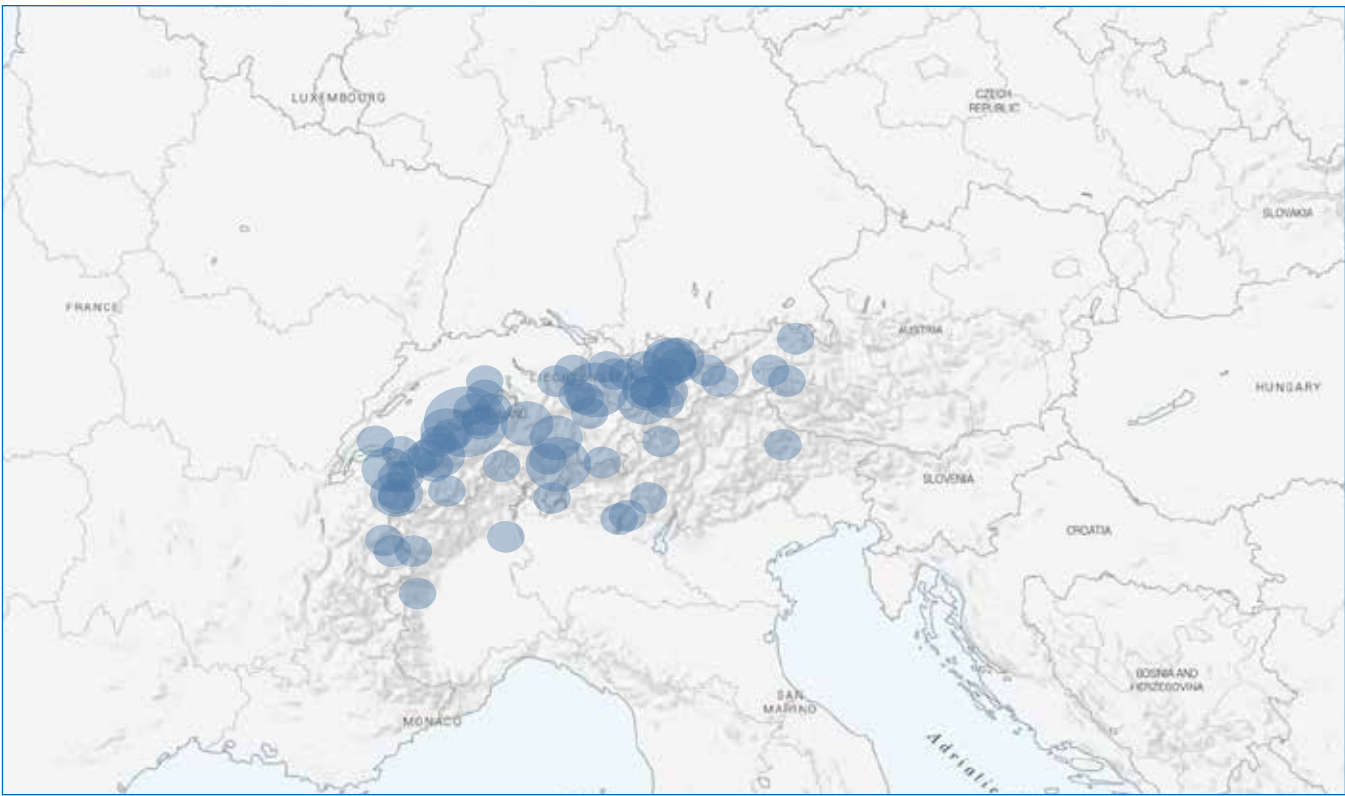 LUXEMBOURG
CZECH
REPUBLIC
SLOVAKIA
FRANCE
AUSTRIA
HUNGARY
SLOVENIA
CROATIA
BOSNIA AND
HERZEGOVINA
SAN
MARINO
MONACO
Adriatic